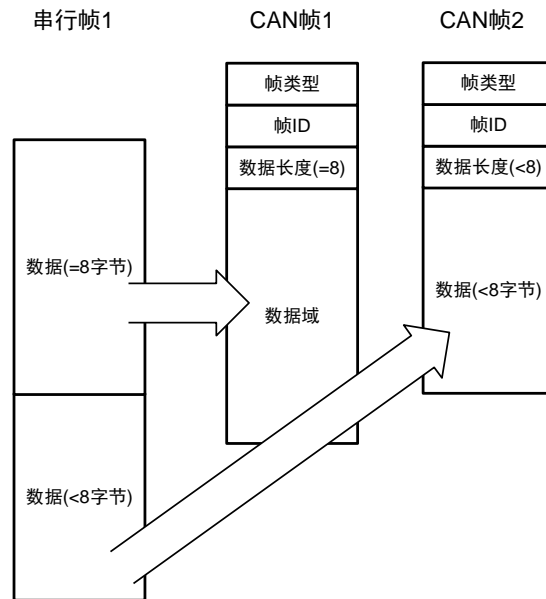 串行帧1
CAN帧1
CAN帧2
帧类型
帧类型
帧ID
帧ID
数据长度(=8)
数据长度(<8)
数据(=8字节)
数据域
数据(<8字节)
数据(<8字节)